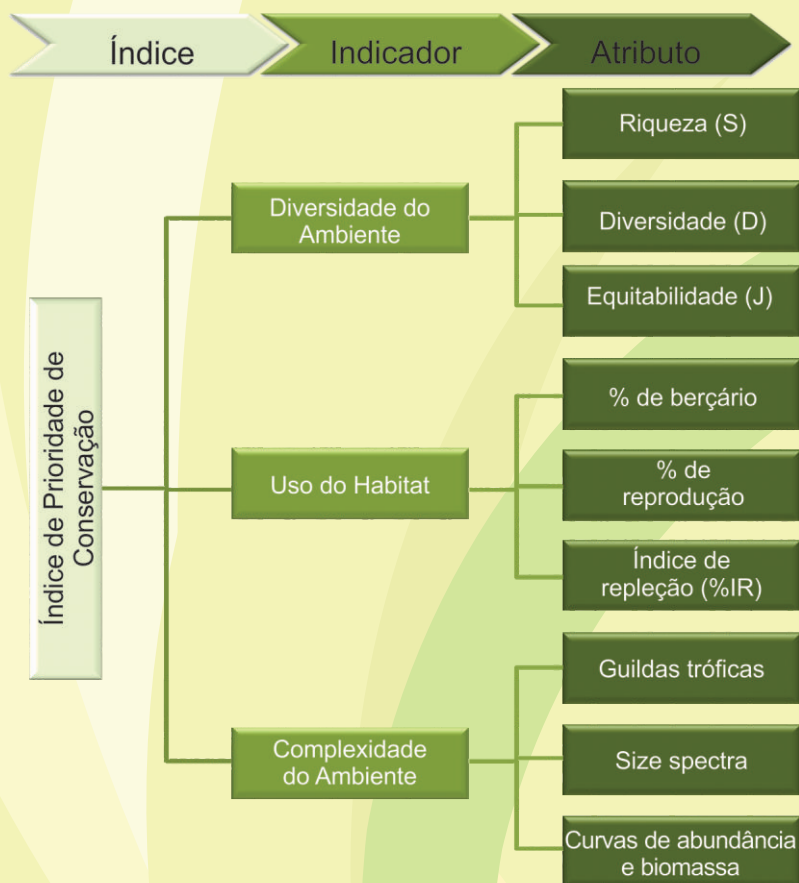 Índice
Indicador
Atributo
Riqueza (S)
Diversidade do
Ambiente
Diversidade (D)
Equitabilidade (J)
Índice de Prioridade de
Conservação
% de berçário
Uso do Habitat
% de
reprodução
Índice de
repleção (%IR)
Guildas tróficas
Complexidade
do Ambiente
Size spectra
Curvas de abundância
e biomassa